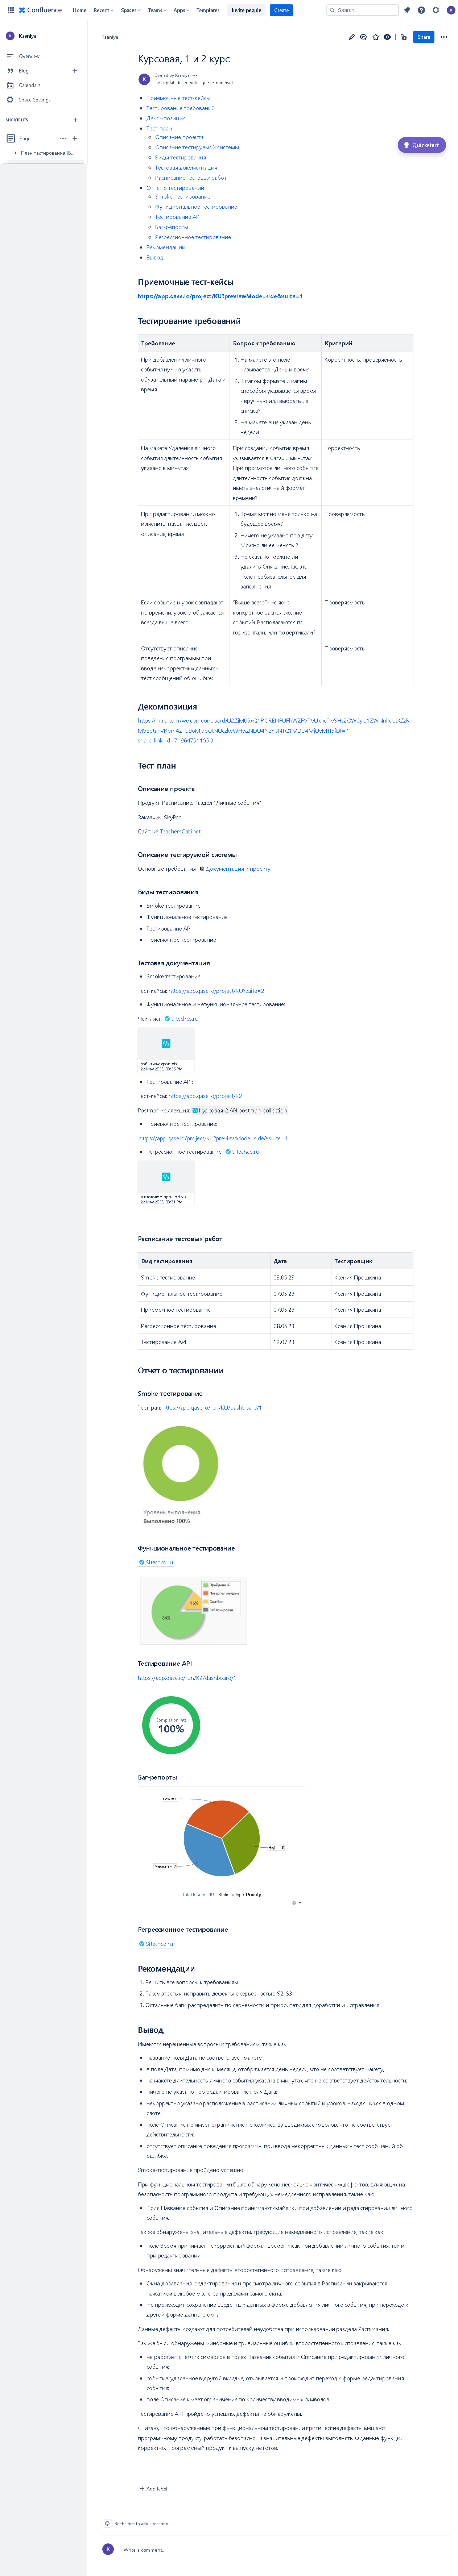 Confluence
Home Recent Spaces Teams Apps Templates Invite people Create
Search
Kseniya
K Kseniya
Share
Overview
Blog
Calendars
Space Settings
SHORTCUTS
Pages
План тестирования (Б...
Quickstart
Курсовая, 1 и 2 курс
K Owned by Kseniya
Last updated: a minute ago • 3 min read
Приемочные тест-кейсы
Тестирование требований
Декомпозиция
Тест-план
Описание проекта
Описание тестируемой системы
Виды тестирования
Тестовая документация
Расписание тестовых работ
Отчет о тестировании
Smoke-тестирование
Функциональное тестирование
Тестирование API
Баг-репорты
Регрессионное тестирование
Рекомендации
Вывод
Приемочные тест-кейсы
https://app.qase.io/project/KU?previewMode=side&suite=1
Тестирование требований
Требование Вопрос к требованию Критерий
При добавлении личного
события нужно указать
обязательный параметр - Дата и
время
1. На макете это поле
называется - День и время.
2. В каком формате и каким
способом указывается время
- вручную или выбрать из
списка?
3. На макете еще указан день
недели
Корректность, проверяемость
На макете Удаления личного
события длительность события
указано в минутах
При создании события время
указывается в часах и минутах.
При просмотре личного события
длительность события должна
иметь аналогичный формат
времени?
Корректность
При редактировании можно
изменить: название, цвет,
описание, время
1. Время можно меня только на
будущее время?
2. Ничего не указано про дату.
Можно ли ее менять ?
3. Не сказано- можно ли
удалить Описание, т.к. это
поле необязательное для
заполнения
Проверяемость
Если событие и урок совпадают
по времени, урок отображается
всегда выше всего
"Выше всего"- не ясно
конкретное расположение
событий. Располагаются по
горизонтали, или по вертикали?
Проверяемость
Отсутствует описание
поведения программы при
вводе некорректных данных -
тест сообщений об ошибке;
Проверяемость
Декомпозиция
Тест-план
Описание проекта
Продукт: Расписание. Раздел "Личные события"
Заказчик: SkyPro
Сайт: TeachersCabinet
Описание тестируемой системы
Основные требования: Документация к проекту
Виды тестирования
Smoke тестирование
Функциональное тестирование
Тестирование API
Приемочное тестирование
Тестовая документация
Smoke тестирование:
Тест-кейсы: https://app.qase.io/project/KU?suite=2
Функциональное и нефункциональное тестирование:
Чек-лист: Sitechco.ru
события-export.xls
22 May 2023, 03:26 PM
Тестирование API:
Тест-кейсы: https://app.qase.io/project/K2
Postman-коллекция: Курсовая-2.API.postman_collection
Приемочное тестирование:
https://app.qase.io/project/KU?previewMode=side&suite=1
Регрессионное тестирование: Sitechco.ru
22 May 2023, 03:31 PM
Расписание тестовых работ
Вид тестирования Дата Тестировщик
Smoke тестирование 03.05.23 Ксения Прошкина
Функциональное тестирование 07.05.23 Ксения Прошкина
Приемочное тестирование 07.05.23 Ксения Прошкина
Регрессионное тестирование 08.05.23 Ксения Прошкина
Тестирование API 12.07.23 Ксения Прошкина
Отчет о тестировании
Smoke-тестирование
Тест-ран: https://app.qase.io/run/KU/dashboard/1
Уровень выполнения
Выполнено 100%
Функциональное тестирование
Sitechco.ru
Пройденный
Потерпел неудачу
Ошибки
Заблокирован
14%
Тестирование API
https://app.qase.io/run/K2/dashboard/1
Completion rate
100%
Баг-репорты
Low = 6
High = 6
Medium = 7
Total Issues: 19 Statistic Type: Priority
Регрессионное тестирование
Sitechco.ru
Рекомендации
1. Решить все вопросы к требованиям.
2. Рассмотреть и исправить дефекты с серьезностью S2, S3.
3. Остальные баги распределить по серьезности и приоритету для доработки и исправления.
Вывод
Имеются нерешенные вопросы к требованиям, такие как:
название поля Дата не соответствует макету ;
в поле Дата, помимо дня и месяца, отображается день недели, что не соответствует макету;
на макете длительность личного события указана в минутах, что не соответствует действительности;
ничего не указано про редактирование поля Дата;
некорректно указано расположение в расписании личных событий и уроков, находящихся в одном
слоте;
поле Описание не имеет ограничение по количеству вводимых символов, что не соответствует
действительности;
отсутствует описание поведения программы при вводе некорректных данных - тест сообщений об
ошибке.
Smoke-тестирование пройдено успешно.
При функциональном тестировании было обнаружено несколько критических дефектов, влияющих на
безопасность программного продукта и требующих немедленного исправления, такие как:
Поля Название события и Описание принимают смайлики при добавлении и редактировании личного
события.
Так же обнаружены значительные дефекты, требующие немедленного исправления, такие как:
поле Время принимает некорректный формат времени как при добавлении личного события, так и
при редактировании.
Обнаружены значительные дефекты второстепенного исправления, такие как:
Окна добавления, редактирования и просмотра личного события в Расписании закрываются
нажатием в любое место за пределами самого окна;
Не происходит сохранение введенных данных в форме добавления личного события, при переходе к
другой форме данного окна.
Данные дефекты создают для потребителей неудобства при использовании раздела Расписания.
Так же были обнаружены минорные и тривиальные ошибки второстепенного исправления, такие как:
не работает счетчик символов в полях Название события и Описание при редактировании личного
события;
событие, удаленное в другой вкладке, открывается и происходит переход к форме редактирования
события;
поле Описание имеет ограничение по количеству вводимых символов.
Тестирование API пройдено успешно, дефекты не обнаружены.
Считаю, что обнаруженные при функциональном тестировании критические дефекты мешают
программному продукту работать безопасно, а значительные дефекты выполнять заданные функции
корректно. Программный продукт к выпуску не готов.
Add label
Be the first to add a reaction
K Write a comment...